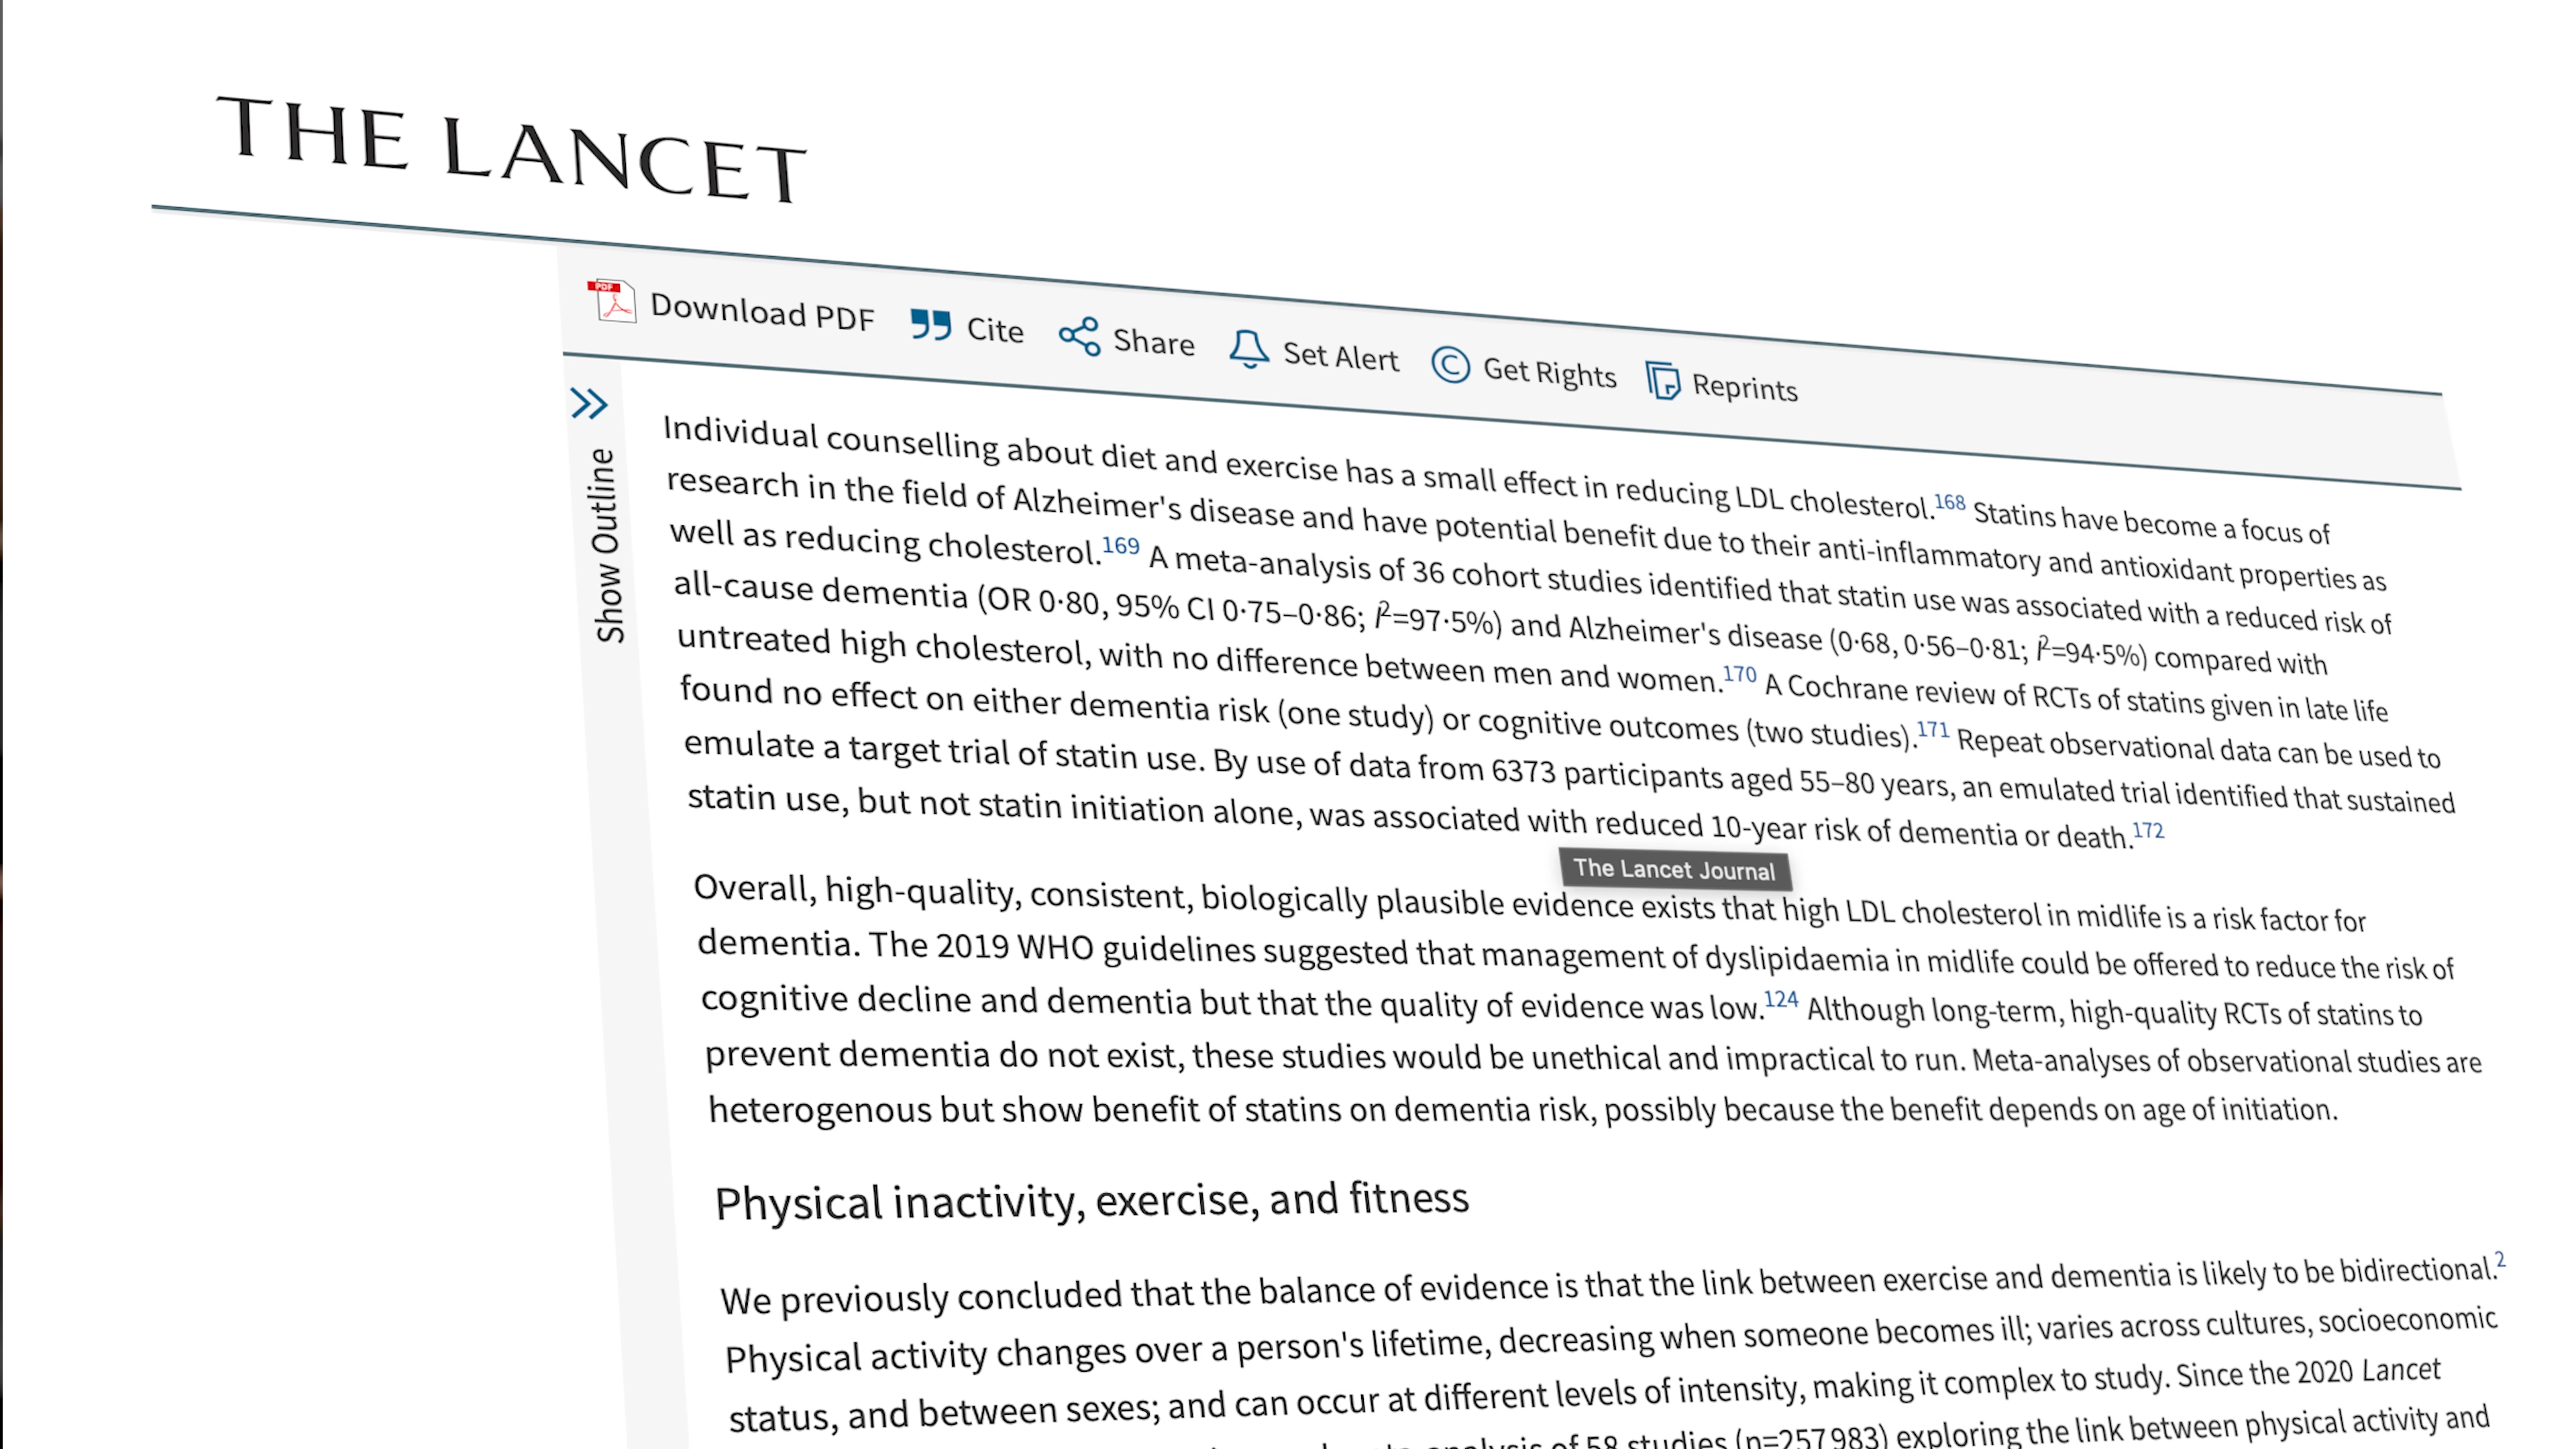 THE LANCET
Download PDF Cite Share Set Alert Get Rights Reprints
Show Outline
Individual counselling about diet and exercise has a small effect in reducing LDL cholesterol.168 Statins have become a focus of
research in the field of Alzheimer's disease and have potential benefit due to their anti-inflammatory and antioxidant properties as
well as reducing cholesterol.169 A meta-analysis of 36 cohort studies identified that statin use was associated with a reduced risk of
all-cause dementia (OR 0·80, 95% CI 0·75–0·86; I²=97·5%) and Alzheimer's disease (0·68, 0·56–0·81; I²=94·5%) compared with
untreated high cholesterol, with no difference between men and women.170 A Cochrane review of RCTs of statins given in late life
found no effect on either dementia risk (one study) or cognitive outcomes (two studies).171 Repeat observational data can be used to
emulate a target trial of statin use. By use of data from 6373 participants aged 55–80 years, an emulated trial identified that sustained
statin use, but not statin initiation alone, was associated with reduced 10-year risk of dementia or death.172
The Lancet Journal
Overall, high-quality, consistent, biologically plausible evidence exists that high LDL cholesterol in midlife is a risk factor for
dementia. The 2019 WHO guidelines suggested that management of dyslipidaemia in midlife could be offered to reduce the risk of
cognitive decline and dementia but that the quality of evidence was low.124 Although long-term, high-quality RCTs of statins to
prevent dementia do not exist, these studies would be unethical and impractical to run. Meta-analyses of observational studies are
heterogenous but show benefit of statins on dementia risk, possibly because the benefit depends on age of initiation.
Physical inactivity, exercise, and fitness
We previously concluded that the balance of evidence is that the link between exercise and dementia is likely to be bidirectional.2
Physical activity changes over a person's lifetime, decreasing when someone becomes ill; varies across cultures, socioeconomic
status, and between sexes; and can occur at different levels of intensity, making it complex to study. Since the 2020 Lancet
of 58 studies (n=257 983) exploring the link between physical activity and